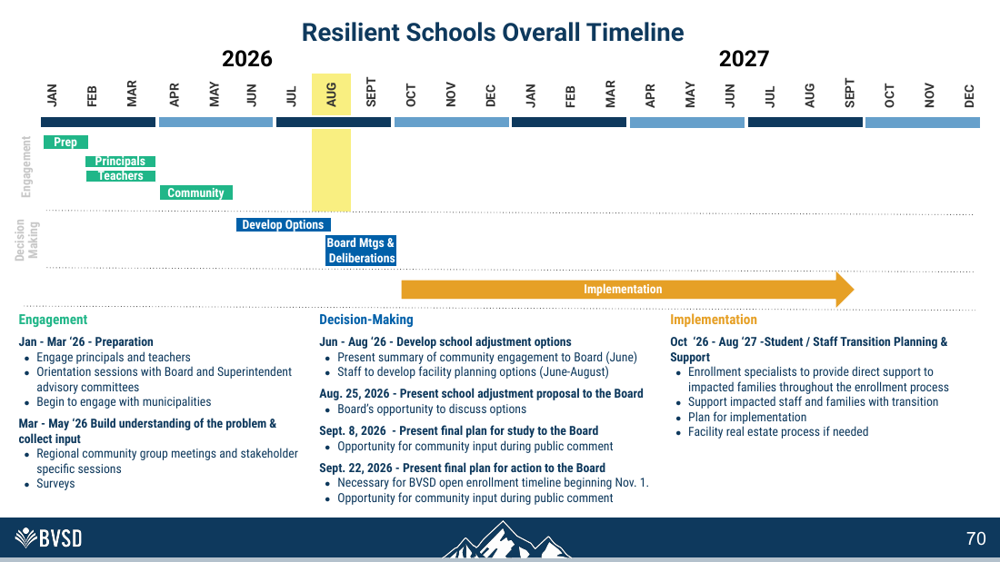 Resilient Schools Overall Timeline
2026
2027
JAN FEB MAR APR MAY JUN JUL AUG SEPT OCT NOV DEC JAN FEB MAR APR MAY JUN JUL AUG SEPT OCT NOV DEC
Engagement
Prep
Principals
Teachers
Community
Decision
Making
Develop Options
Board Mtgs &
Deliberations
Implementation
Engagement
Jan - Mar ‘26 - Preparation
● Engage principals and teachers
● Orientation sessions with Board and Superintendent
advisory committees
● Begin to engage with municipalities
Mar - May ‘26 Build understanding of the problem &
collect input
● Regional community group meetings and stakeholder
specific sessions
● Surveys
Decision-Making
Jun - Aug ‘26 - Develop school adjustment options
● Present summary of community engagement to Board (June)
● Staff to develop facility planning options (June-August)
Aug. 25, 2026 - Present school adjustment proposal to the Board
● Board’s opportunity to discuss options
Sept. 8, 2026 - Present final plan for study to the Board
● Opportunity for community input during public comment
Sept. 22, 2026 - Present final plan for action to the Board
● Necessary for BVSD open enrollment timeline beginning Nov. 1.
● Opportunity for community input during public comment
Implementation
Oct ‘26 - Aug ‘27 -Student / Staff Transition Planning &
Support
● Enrollment specialists to provide direct support to
impacted families throughout the enrollment process
● Support impacted staff and families with transition
● Plan for implementation
● Facility real estate process if needed
BVSD
70